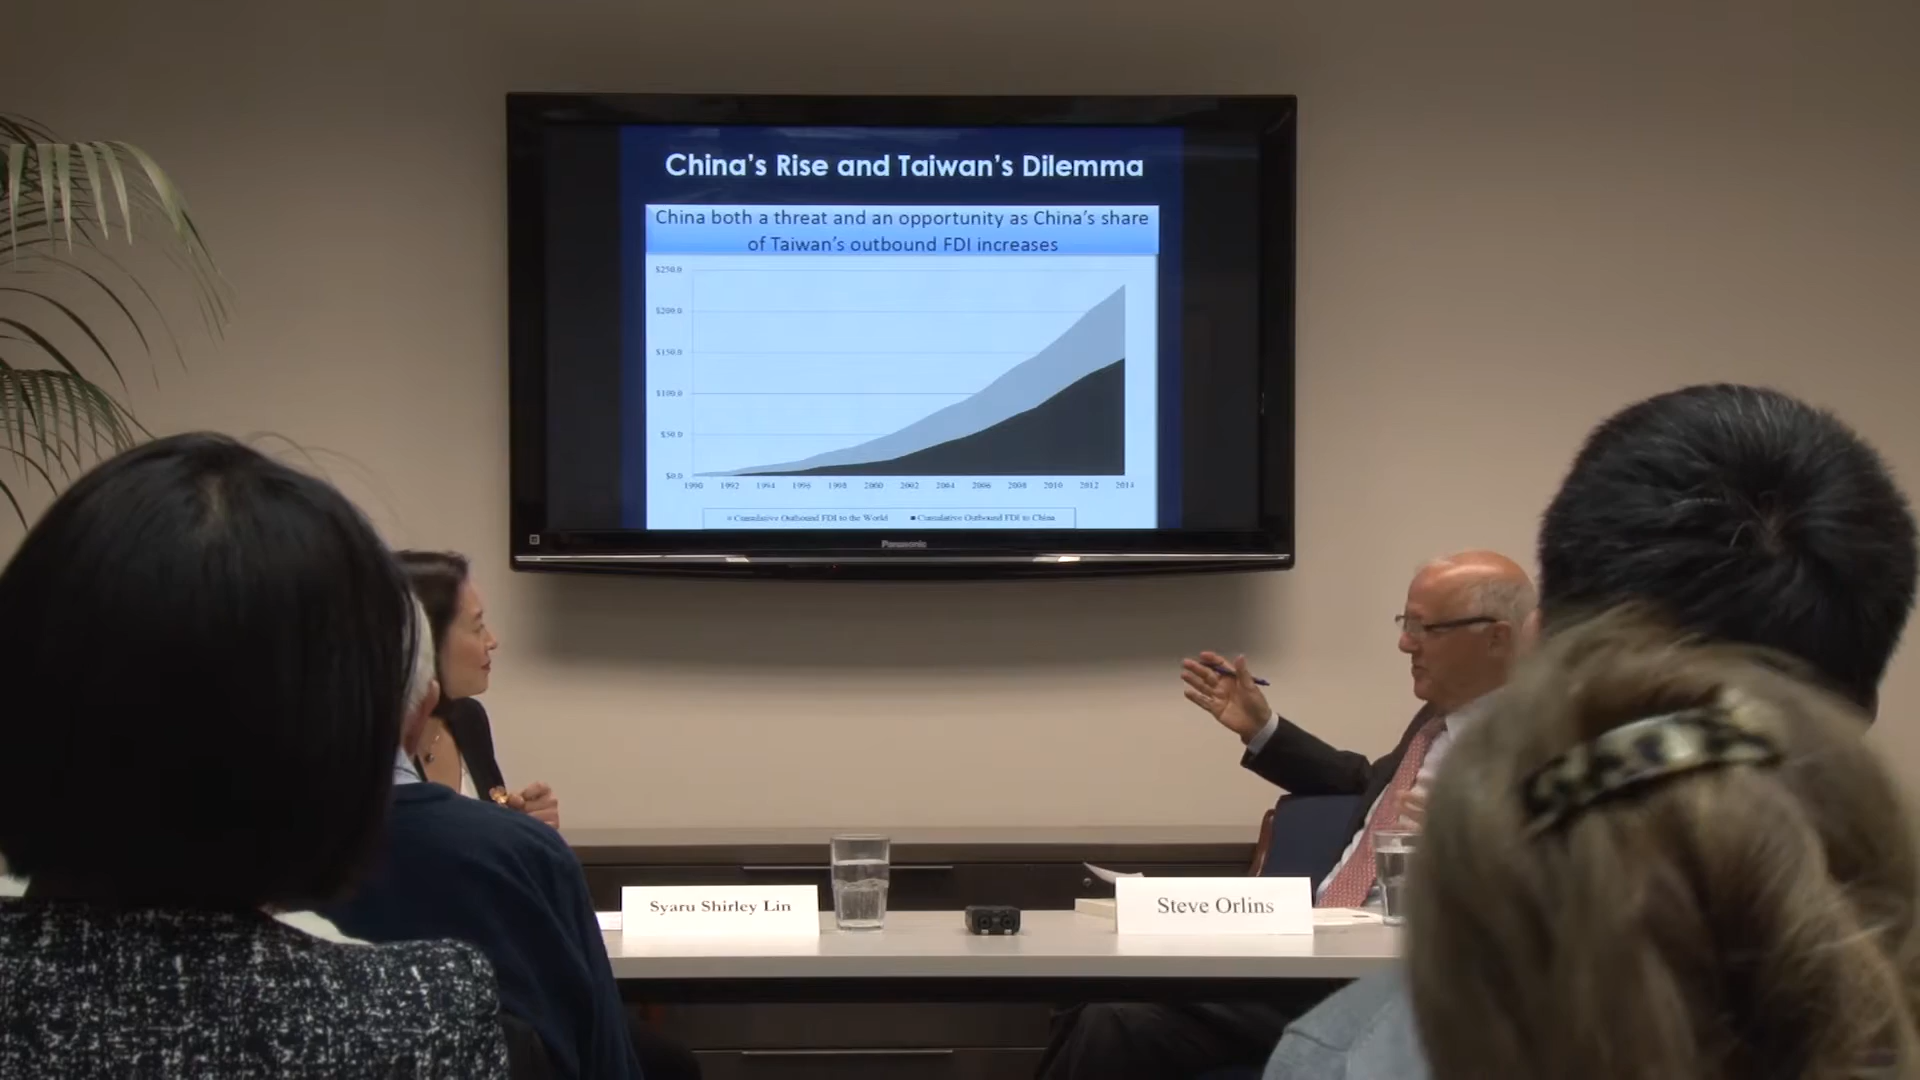 China's Rise and Taiwan's Dilemma
China both a threat and an opportunity as China's share
of Taiwan's outbound FDI increases
$250.0
$200.0
$150.0
$100.0
$50.0
$0.0
1990 1992 1994 1996 1998 2000 2002 2004 2006 2008 2010 2012 2014
Cumulative Outbound FDI to the World Cumulative Outbound FDI to China
Panasonic
Syaru Shirley Lin
Steve Orlins